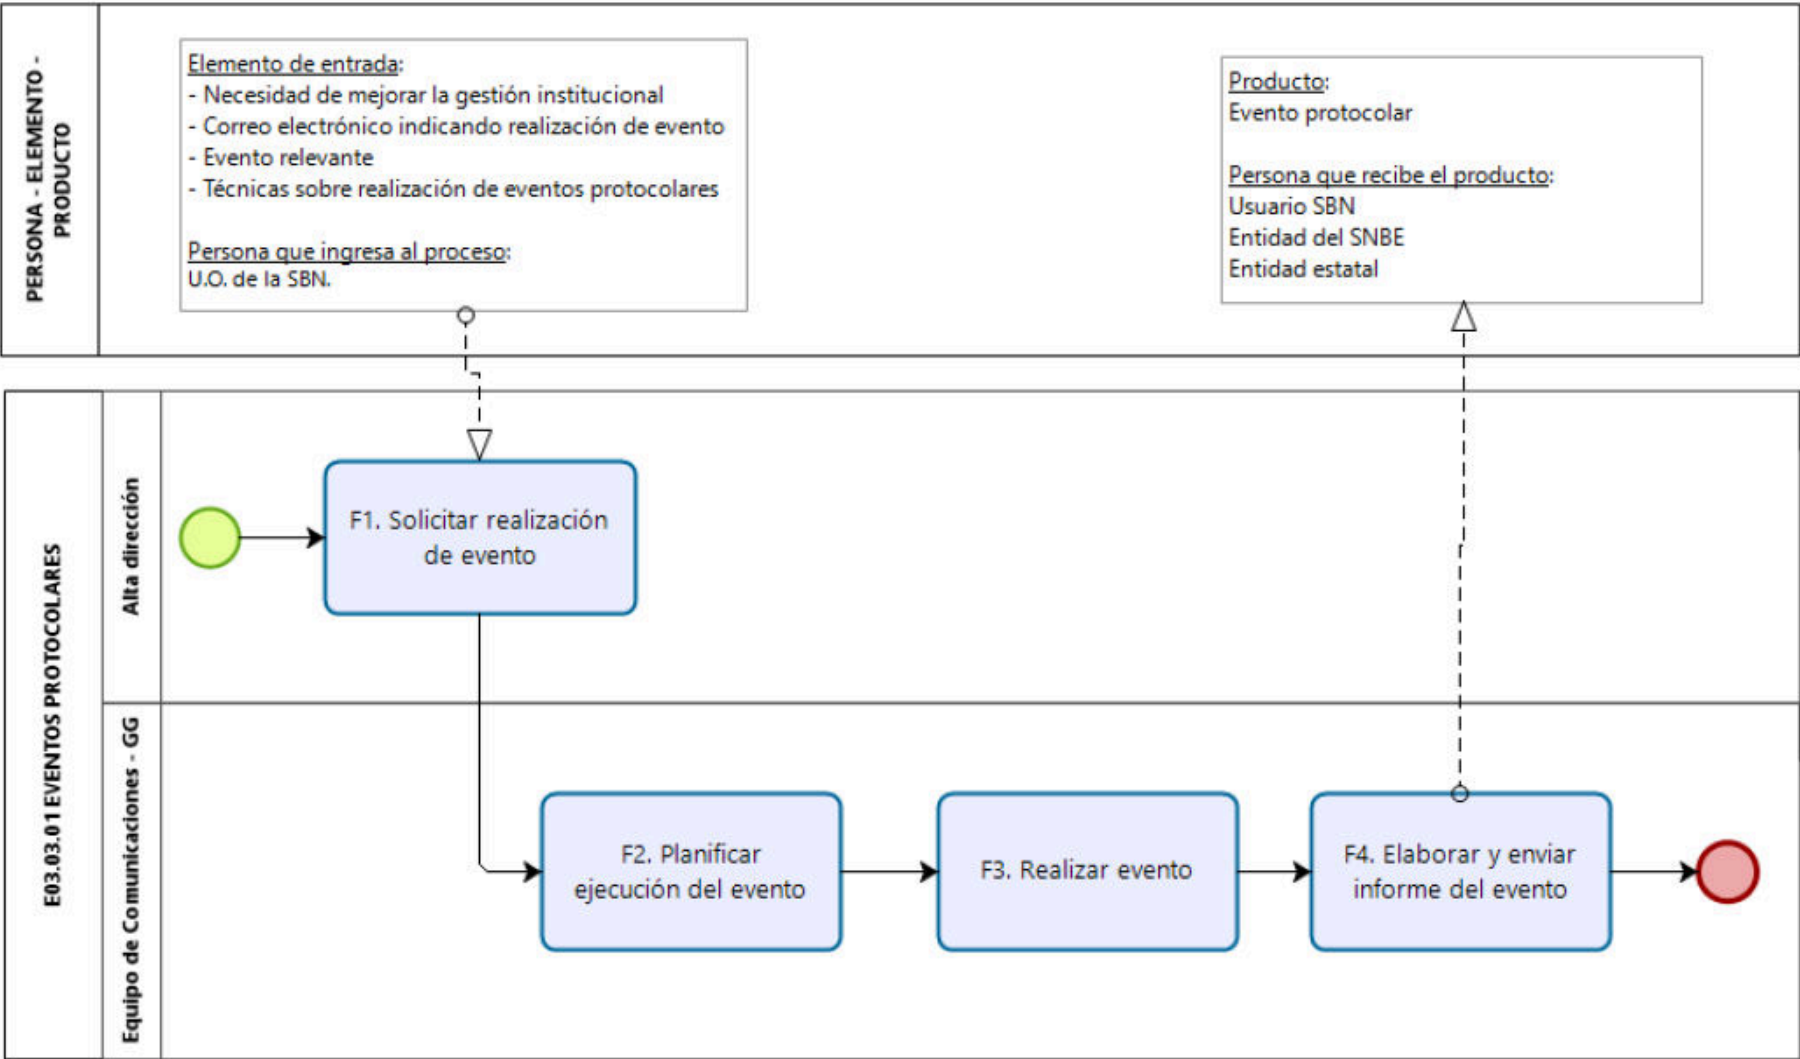 PERSONA - ELEMENTO -
PRODUCTO
Elemento de entrada:
- Necesidad de mejorar la gestión institucional
- Correo electrónico indicando realización de evento
- Evento relevante
- Técnicas sobre realización de eventos protocolares
Persona que ingresa al proceso:
U.O. de la SBN.
Producto:
Evento protocolar
Persona que recibe el producto:
Usuario SBN
Entidad del SNBE
Entidad estatal
E03.03.01 EVENTOS PROTOCOLARES
Alta dirección
F1. Solicitar realización
de evento
Equipo de Comunicaciones - GG
F2. Planificar
ejecución del evento
F3. Realizar evento
F4. Elaborar y enviar
informe del evento